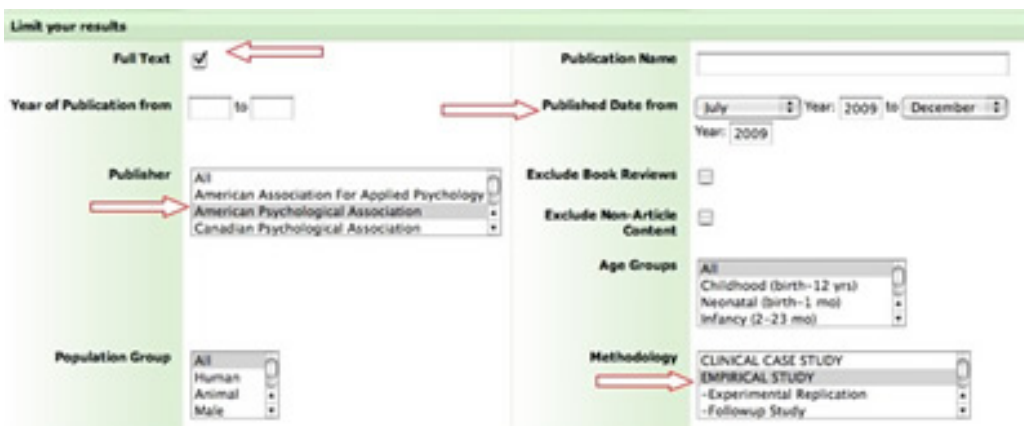 Limit your results
Full Text
Publication Name
Year of Publication from to
Published Date from July Year: 2009 to December
Year: 2009
Publisher
All
American Association For Applied Psychology
American Psychological Association
Canadian Psychological Association
Exclude Book Reviews
Exclude Non-Article
Content
Age Groups
All
Childhood (birth-12 yrs)
Neonatal (birth-1 mo)
Infancy (2-23 mo)
Population Group
All
Human
Animal
Male
Methodology
CLINICAL CASE STUDY
EMPIRICAL STUDY
-Experimental Replication
-Followup Study